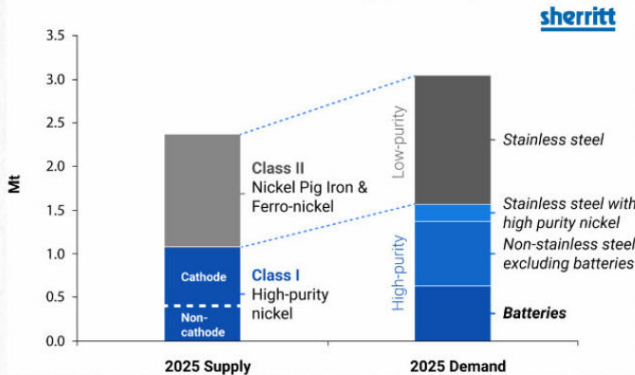 sherritt
3.5
3.0
2.5
2.0
1.5
1.0
0.5
0.0
Mt
Class II
Nickel Pig Iron &
Ferro-nickel
Cathode
Class I
High-purity
nickel
Non-
cathode
Low-purity
High-purity
Stainless steel
Stainless steel with
high purity nickel
Non-stainless steel
excluding batteries
Batteries
2025 Supply
2025 Demand